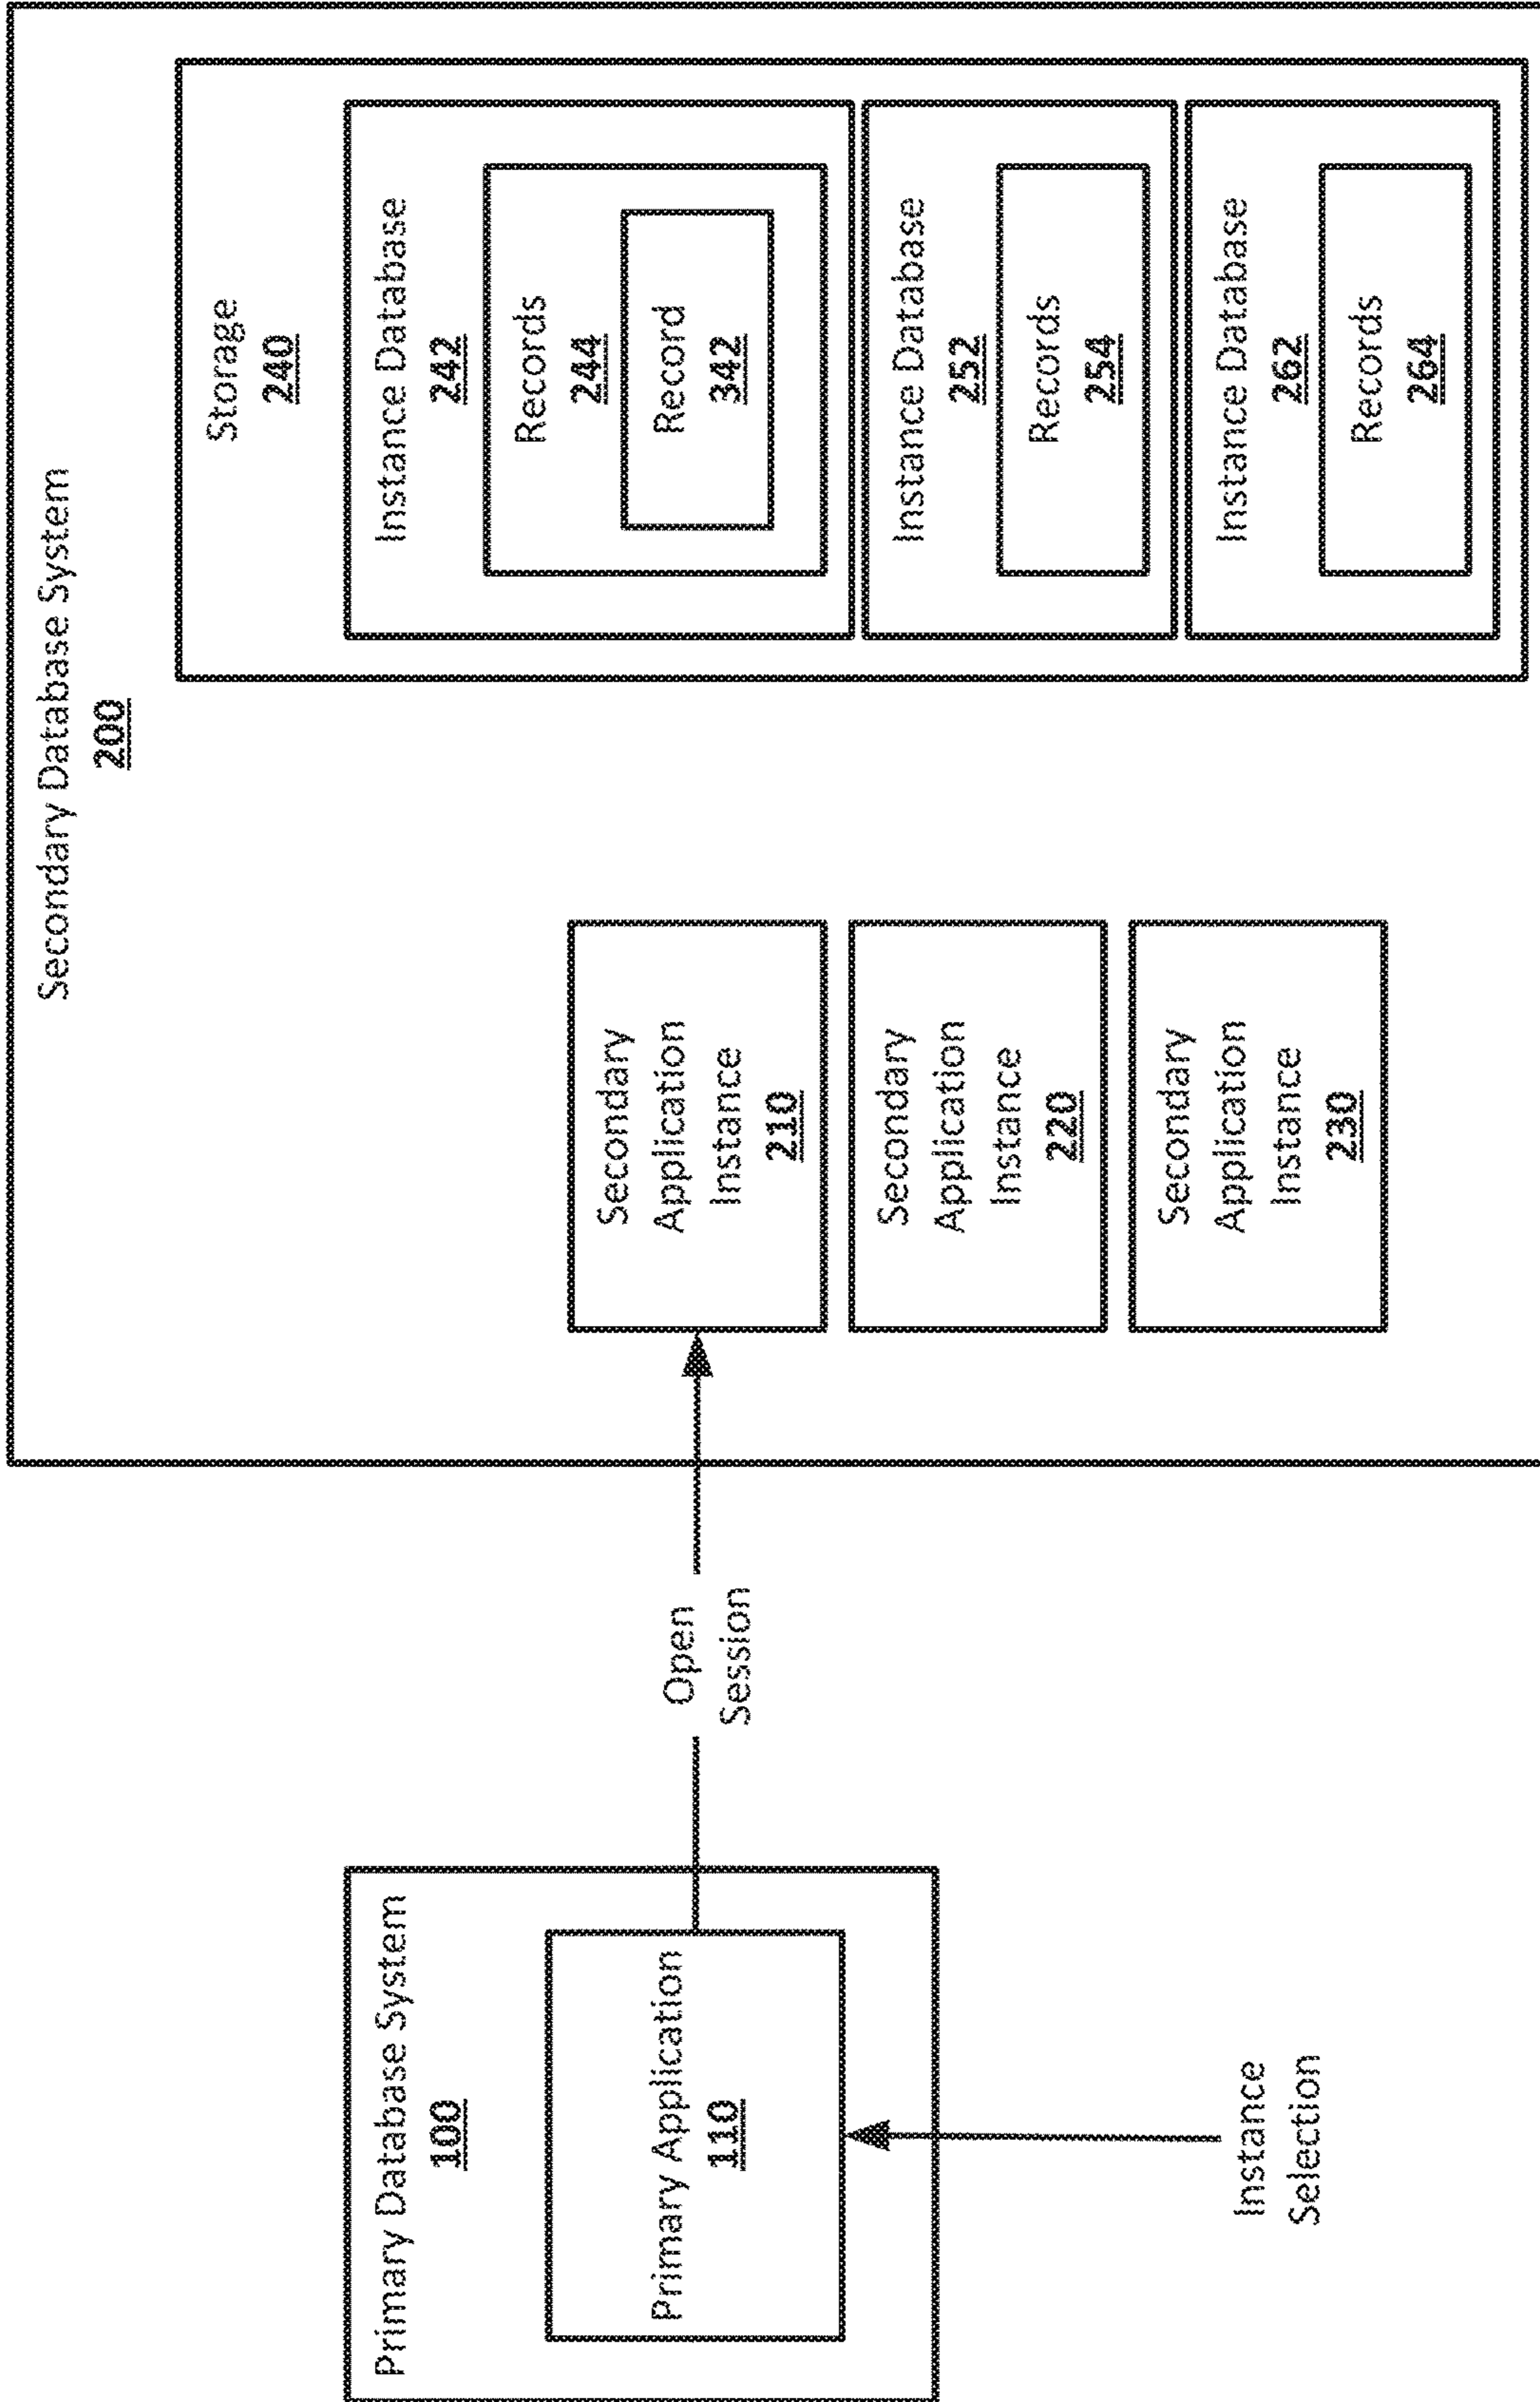 Primary Database System
100
Primary Application
110
Instance
Selection
Open
Session
Secondary Database System
200
Secondary
Application
Instance
210
Secondary
Application
Instance
220
Secondary
Application
Instance
230
Storage
240
Instance Database
242
Records
244
Record
342
Instance Database
252
Records
254
Instance Database
262
Records
264